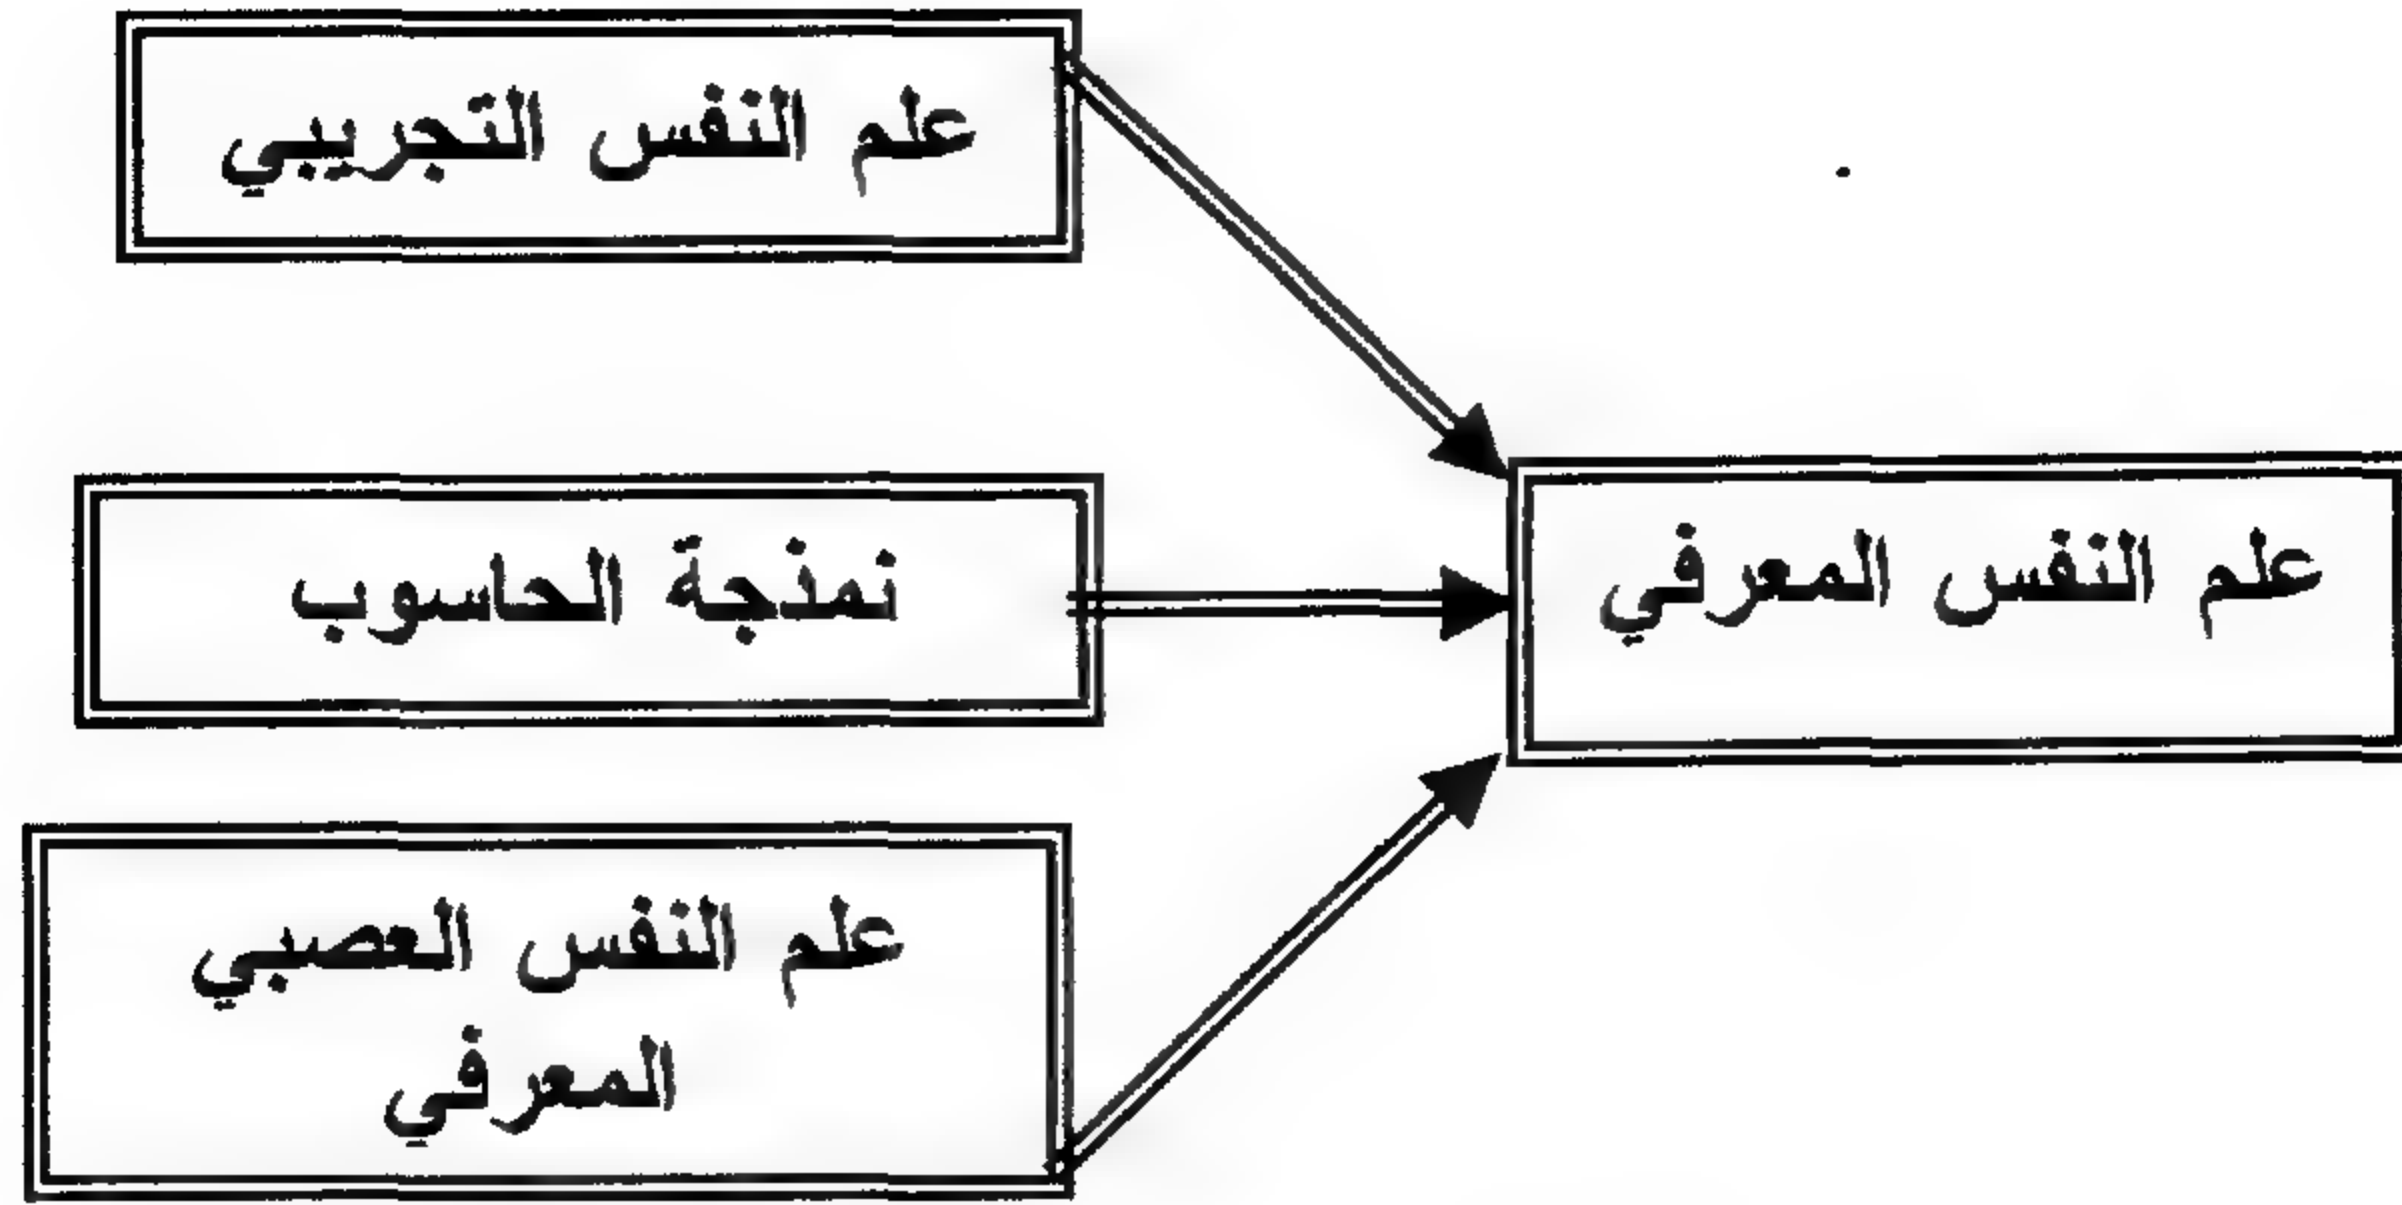 علم النفس التجريبي
نمذجة الحاسوب
علم النفس المعرفي
علم النفس العصبي
المعرفي